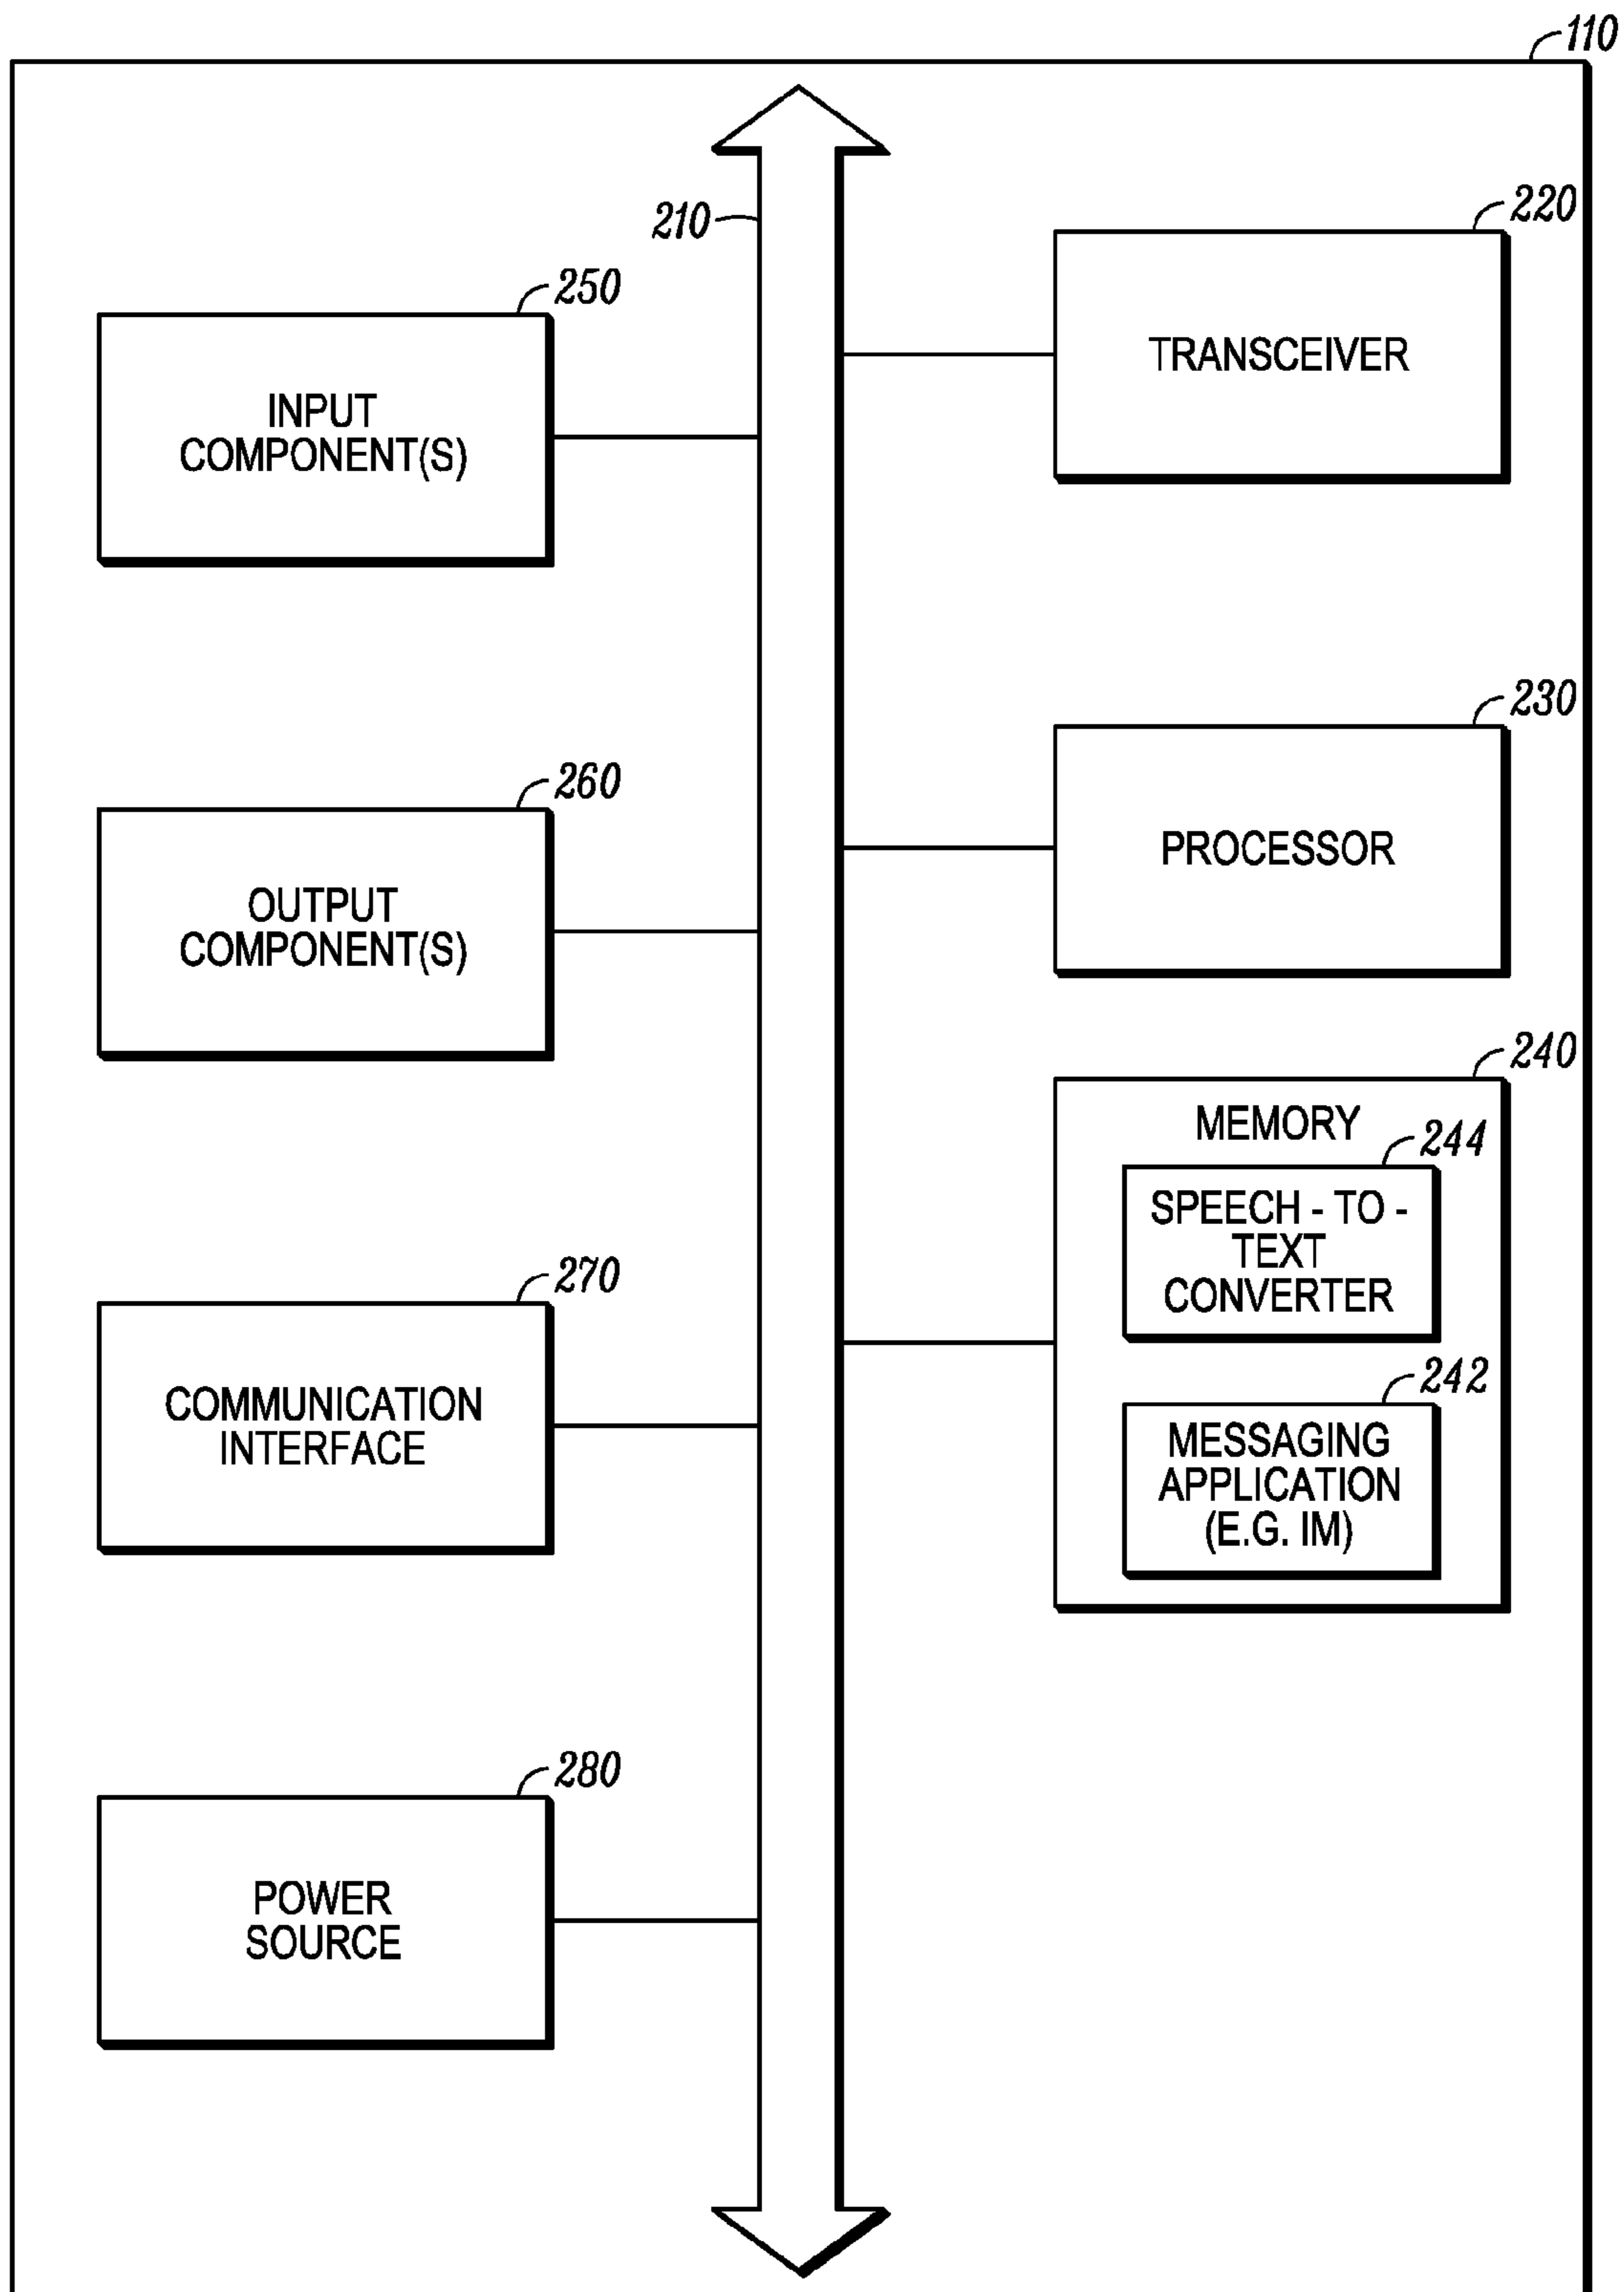 110
210
220
TRANSCEIVER
250
INPUT
COMPONENT(S)
230
PROCESSOR
260
OUTPUT
COMPONENT(S)
240
MEMORY
244
SPEECH - TO -
TEXT
CONVERTER
270
COMMUNICATION
INTERFACE
242
MESSAGING
APPLICATION
(E.G. IM)
280
POWER
SOURCE